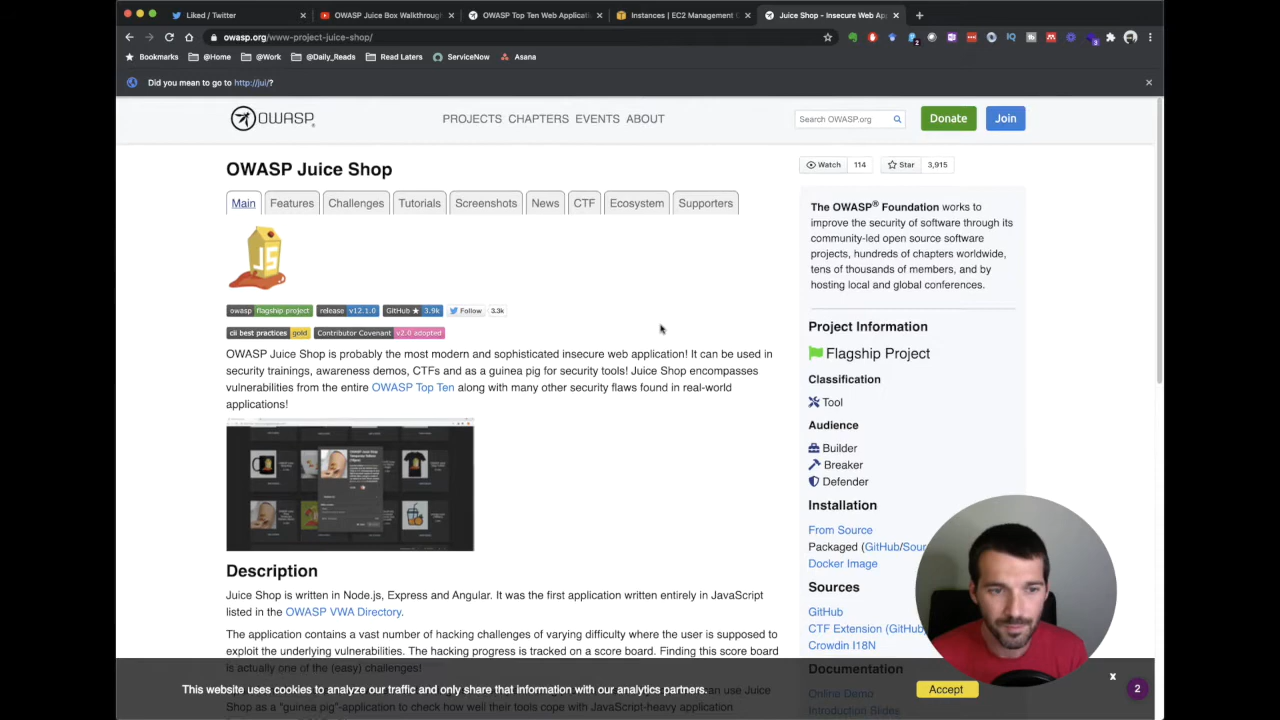 Liked / Twitter
OWASP Juice Box Walkthroug
OWASP Top Ten Web Applicati
Instances | EC2 Management
Juice Shop - Insecure Web Ap
owasp.org/www-project-juice-shop/
Bookmarks @Home @Work @Daily_Reads Read Laters ServiceNow Asana
Did you mean to go to http://jui/?
OWASP
PROJECTS CHAPTERS EVENTS ABOUT
Search OWASP.org
Donate
Join
OWASP Juice Shop
Watch 114 Star 3,915
Main Features Challenges Tutorials Screenshots News CTF Ecosystem Supporters
JS
owasp flagship project release v12.1.0 GitHub ★ 3.9k Follow 3.3k
cii best practices gold Contributor Covenant v2.0 adopted
OWASP Juice Shop is probably the most modern and sophisticated insecure web application! It can be used in
security trainings, awareness demos, CTFs and as a guinea pig for security tools! Juice Shop encompasses
vulnerabilities from the entire OWASP Top Ten along with many other security flaws found in real-world
applications!
Description
Juice Shop is written in Node.js, Express and Angular. It was the first application written entirely in JavaScript
listed in the OWASP VWA Directory.
The application contains a vast number of hacking challenges of varying difficulty where the user is supposed to
exploit the underlying vulnerabilities. The hacking progress is tracked on a score board. Finding this score board
is actually one of the (easy) challenges!
can use Juice
Shop as a "guinea pig"-application to check how well their tools cope with JavaScript-heavy application
The OWASP® Foundation works to
improve the security of software through its
community-led open source software
projects, hundreds of chapters worldwide,
tens of thousands of members, and by
hosting local and global conferences.
Project Information
Flagship Project
Classification
Tool
Audience
Builder
Breaker
Defender
Installation
From Source
Packaged (GitHub/Sour
Docker Image
Sources
GitHub
CTF Extension (GitHub
Crowdin I18N
Documentation
Online Demo
Introduction Slides
This website uses cookies to analyze our traffic and only share that information with our analytics partners.
Accept
x
2